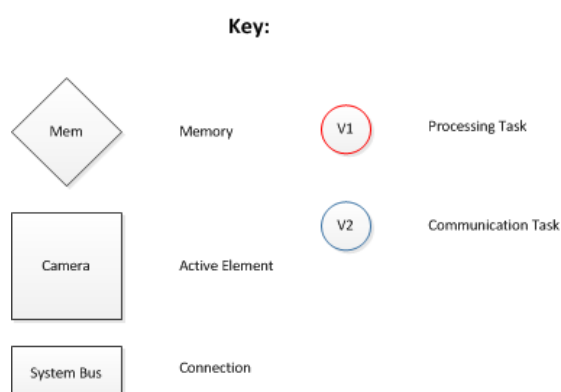 Key:
Mem
Memory
V1
Processing Task
V2
Communication Task
Camera
Active Element
System Bus
Connection